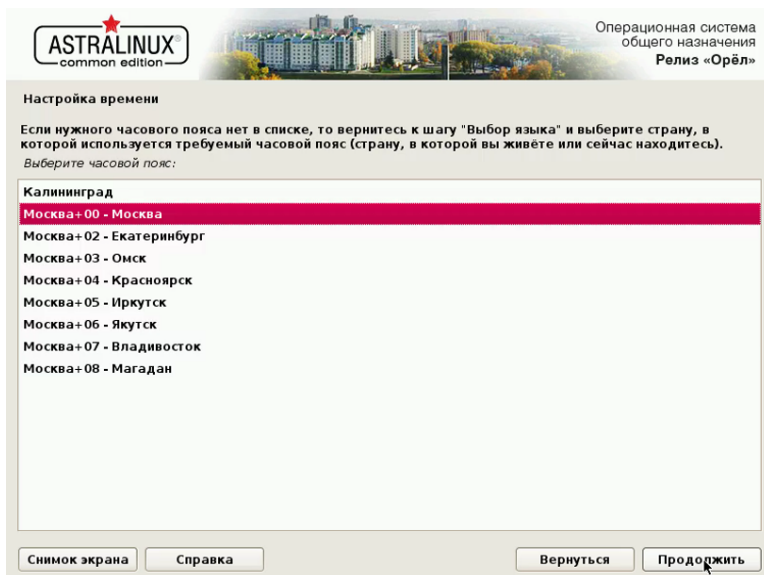 ASTRALINUX®
common edition
Операционная система
общего назначения
Релиз «Орёл»
Настройка времени
Если нужного часового пояса нет в списке, то вернитесь к шагу "Выбор языка" и выберите страну, в
которой используется требуемый часовой пояс (страну, в которой вы живёте или сейчас находитесь).
Выберите часовой пояс:
Калининград
Москва+00 - Москва
Москва+02 - Екатеринбург
Москва+03 - Омск
Москва+04 - Красноярск
Москва+05 - Иркутск
Москва+06 - Якутск
Москва+07 - Владивосток
Москва+08 - Магадан
Снимок экрана Справка Вернуться Продолжить